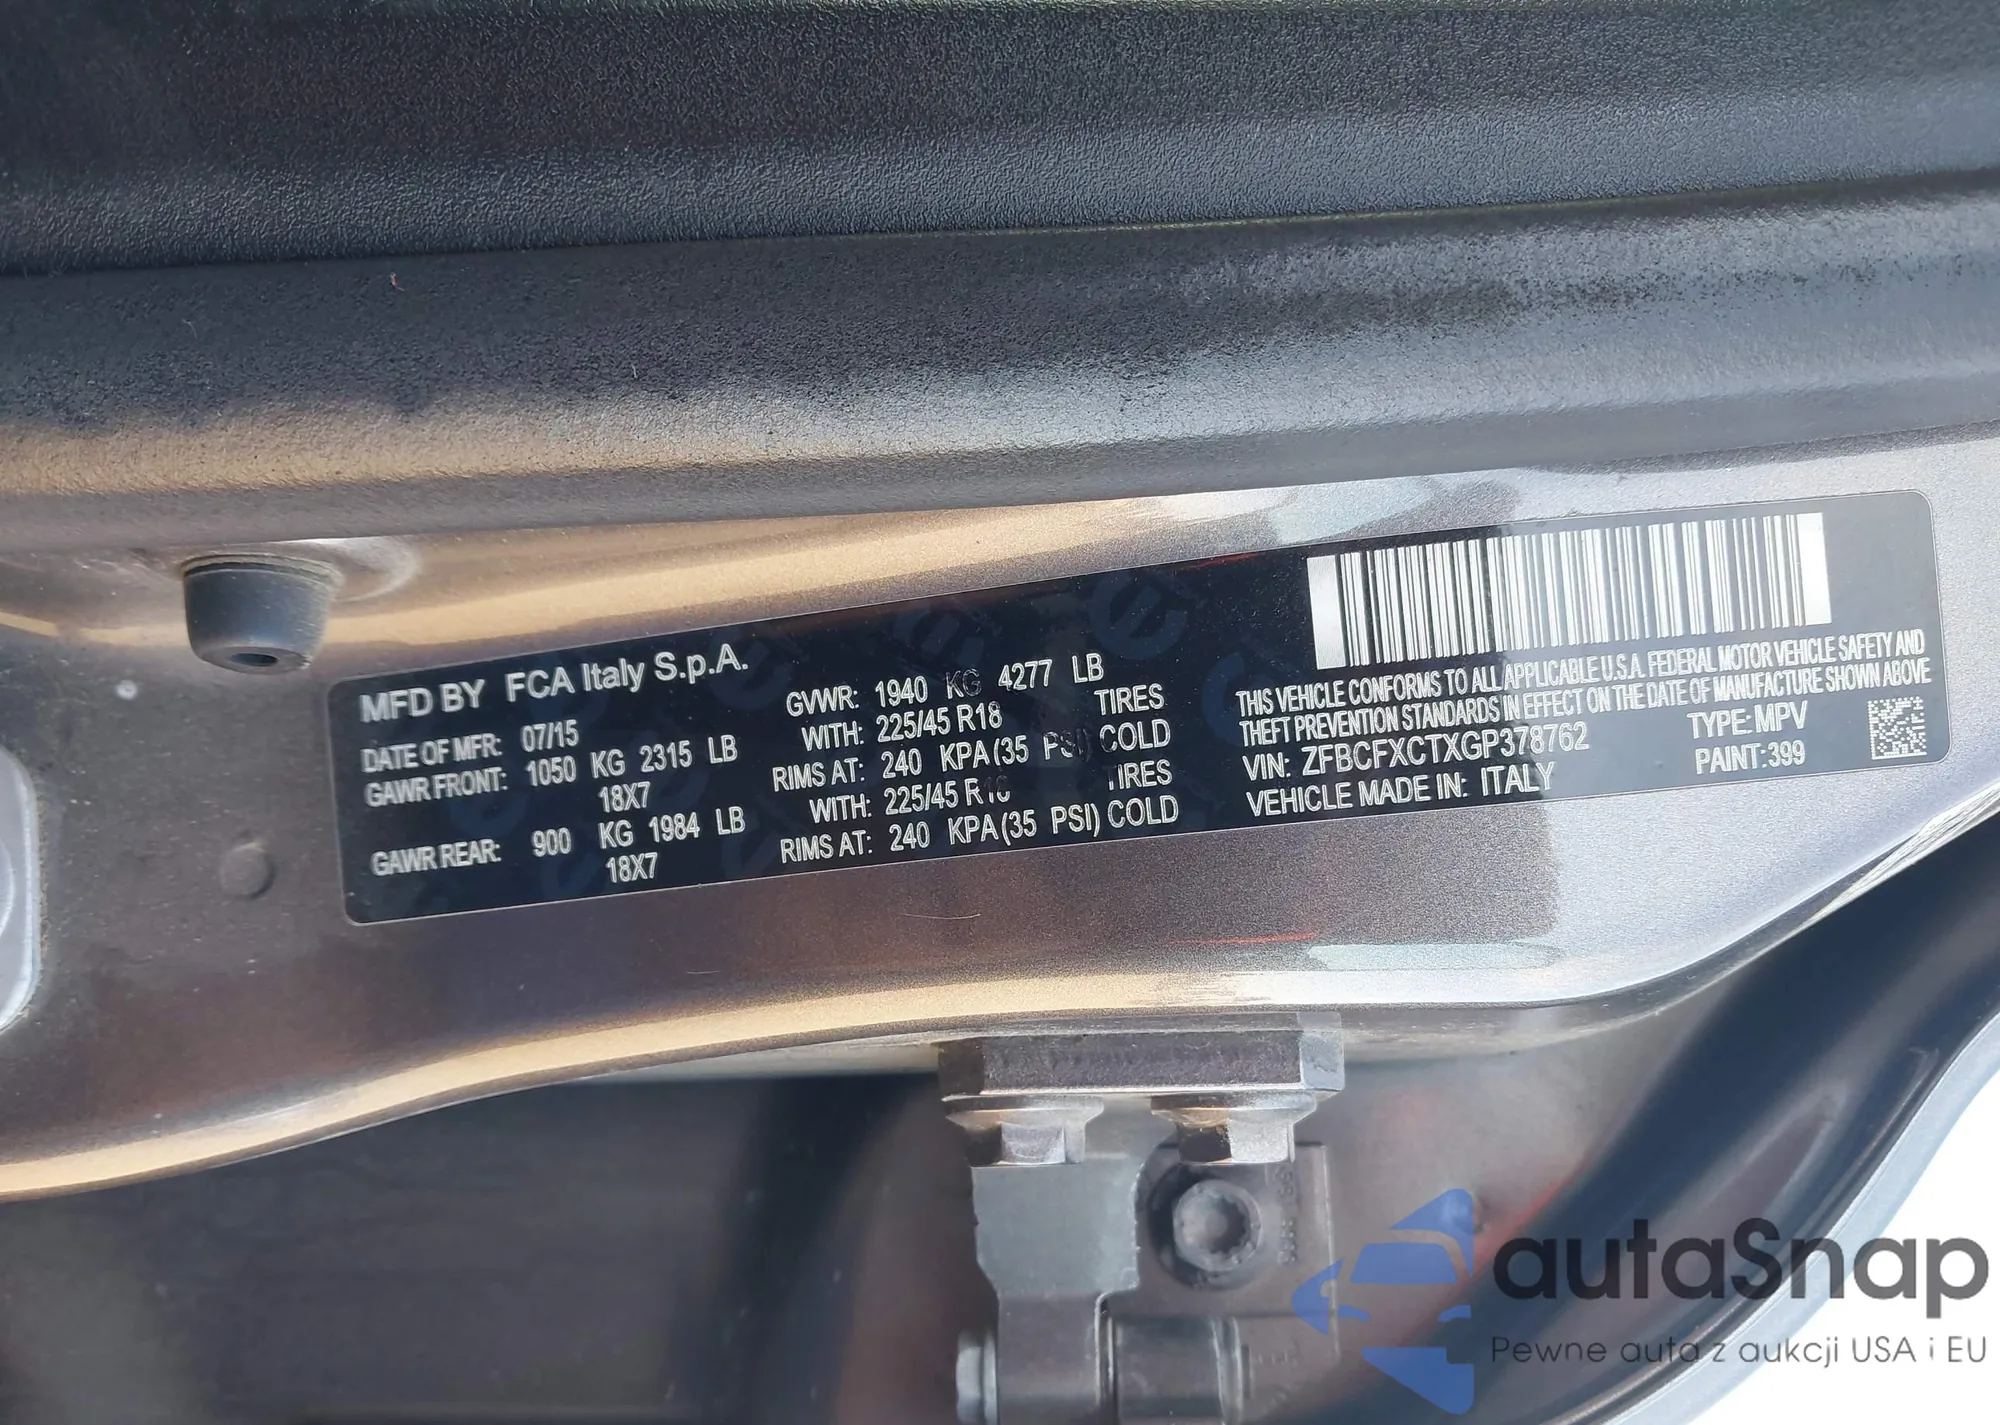 MFD BY FCA Italy S.p.A.
DATE OF MFR: 07/15
GAWR FRONT: 1050 KG 2315 LB
18X7
GAWR REAR: 900 KG 1984 LB
18X7
GVWR: 1940 KG 4277 LB
WITH: 225/45 R18 TIRES
RIMS AT: 240 KPA (35 PSI) COLD
WITH: 225/45 TIRES
RIMS AT: 240 KPA (35 PSI) COLD
THIS VEHICLE CONFORMS TO ALL APPLICABLE U.S.A. FEDERAL MOTOR VEHICLE SAFETY AND
THEFT PREVENTION STANDARDS IN EFFECT ON THE DATE OF MANUFACTURE SHOWN ABOVE
VIN: ZFBCFXCTXGP378762 TYPE: MPV
VEHICLE MADE IN: ITALY PAINT: 399
autaSnap
Pewne auta z aukcji USA i EU